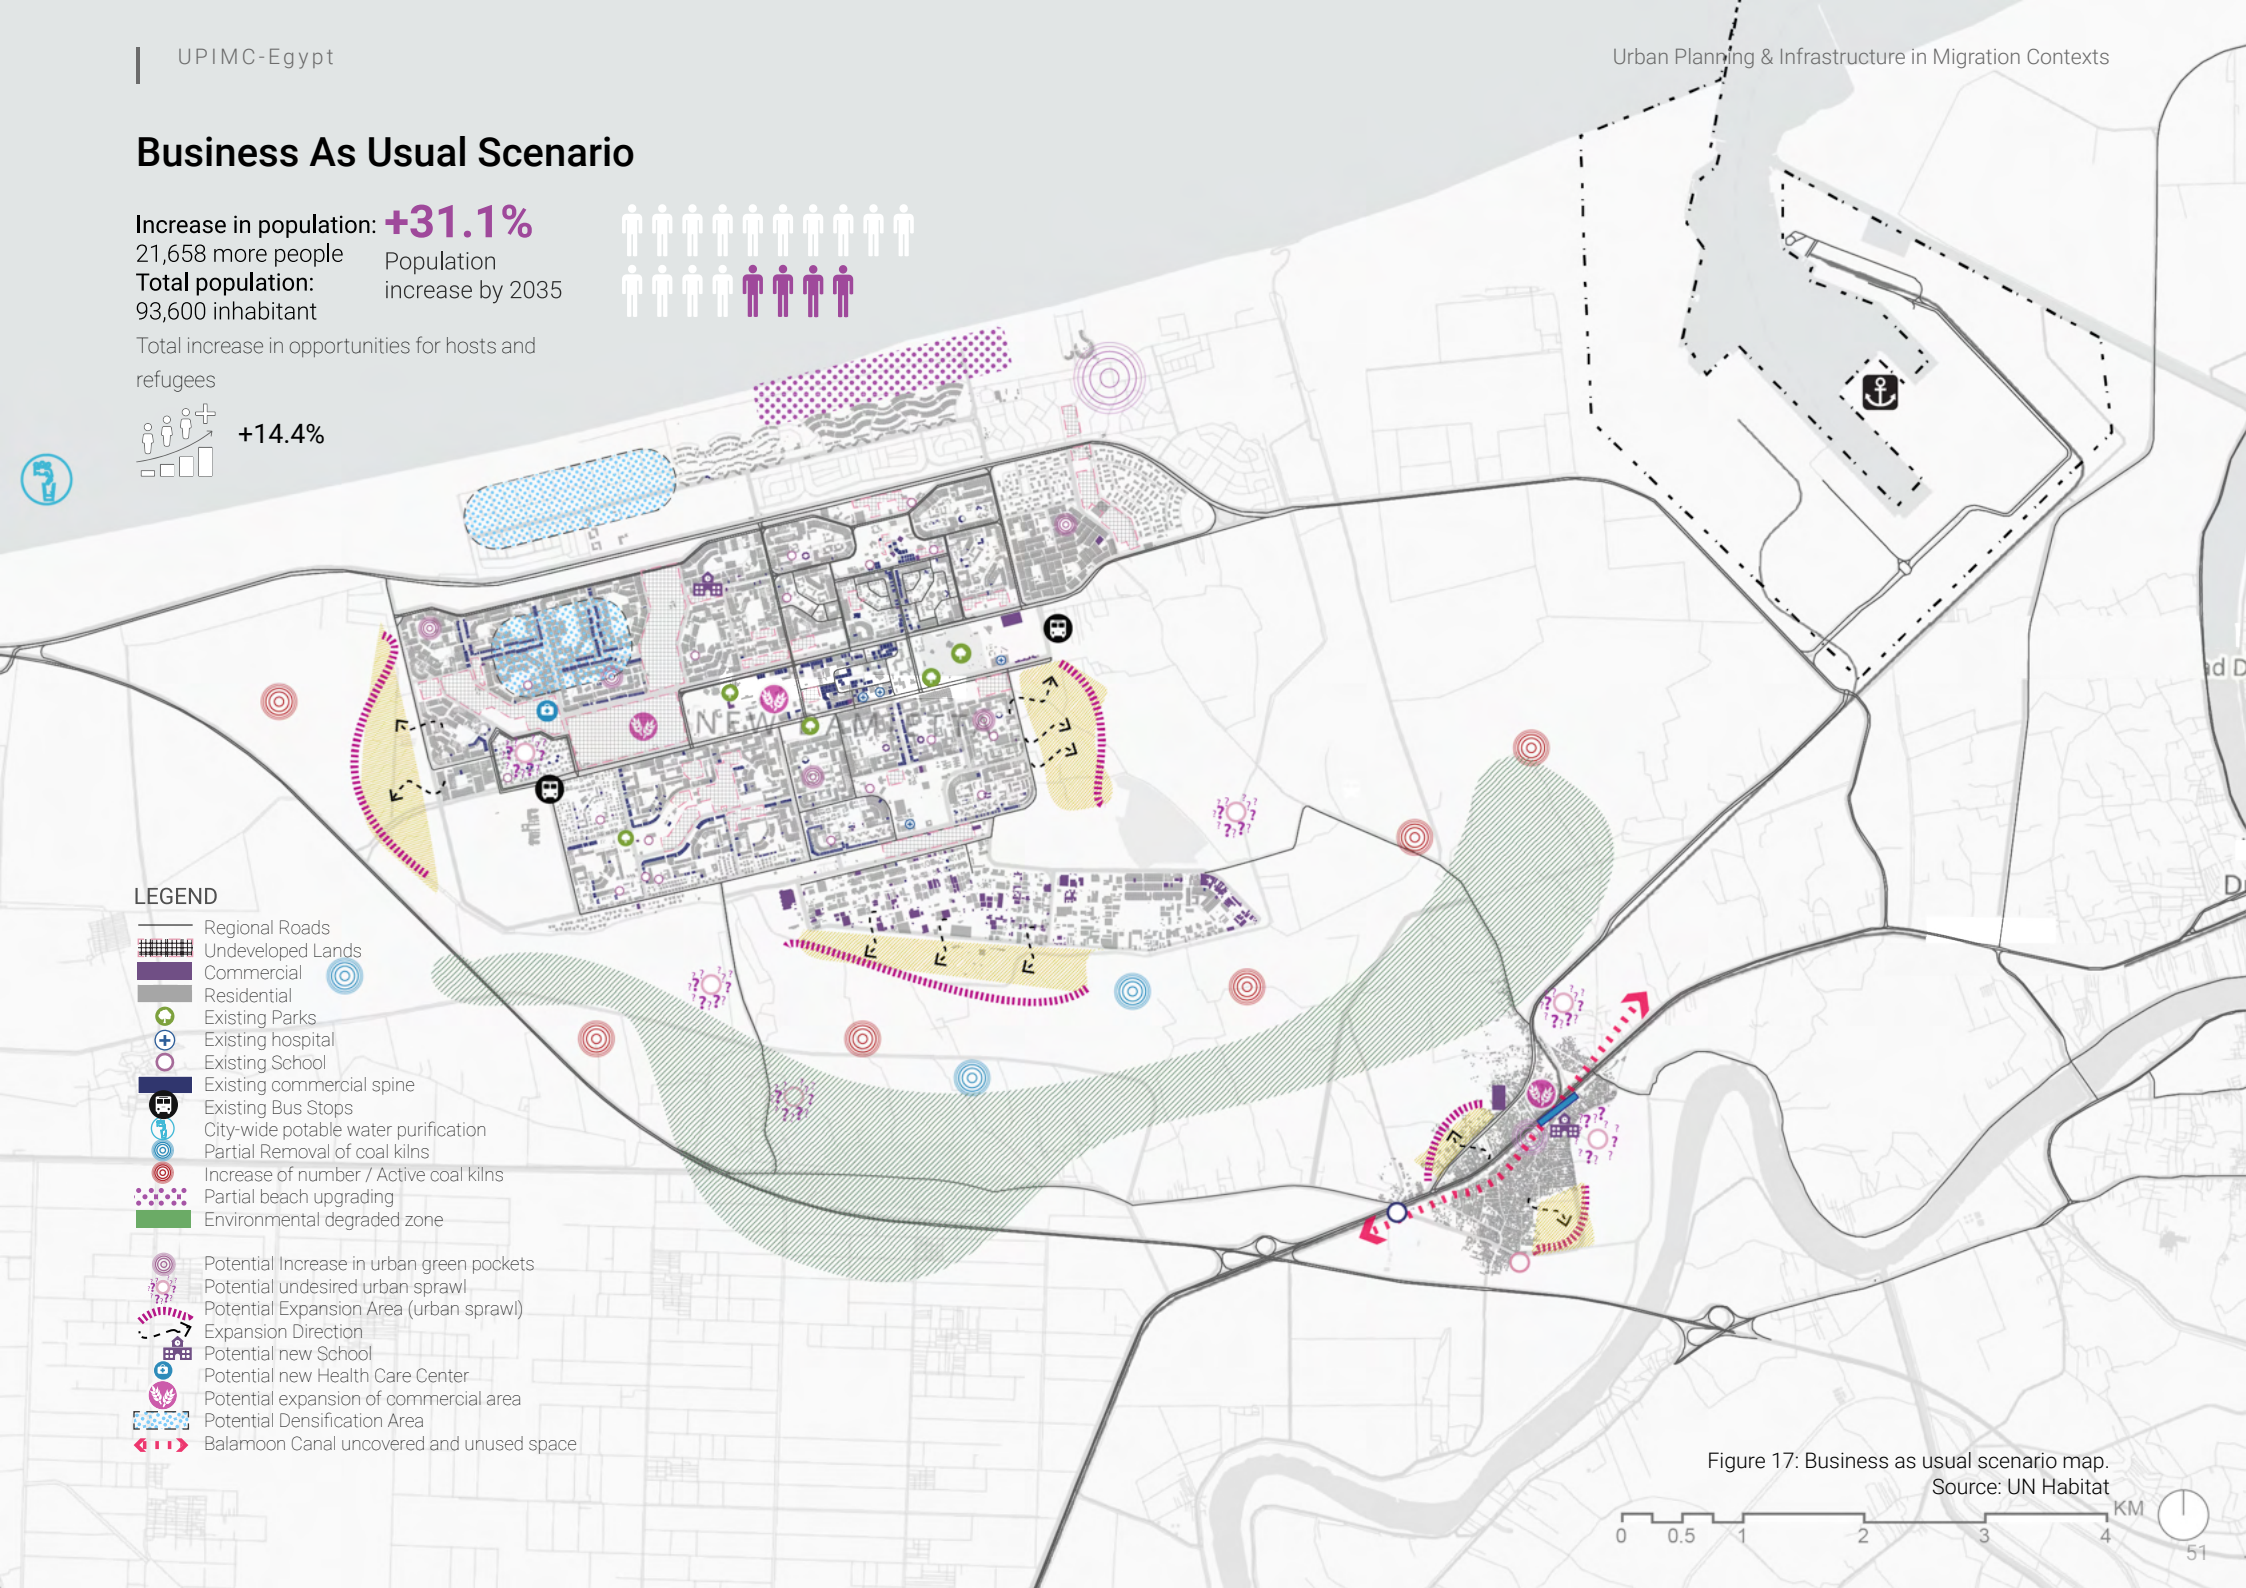 UPIMC-Egypt
Urban Planning & Infrastructure in Migration Contexts
Business As Usual Scenario
Increase in population: +31.1%
21,658 more people
Population
Total population:
increase by 2035
93,600 inhabitant
Total increase in opportunities for hosts and
refugees
+14.4%
ad D
NEW DAMIETTA
D
LEGEND
Regional Roads
Undeveloped Lands
Commercial
Residential
Existing Parks
Existing hospital
Existing School
Existing commercial spine
Existing Bus Stops
City-wide potable water purification
Partial Removal of coal kilns
Increase of number / Active coal kilns
Partial beach upgrading
Environmental degraded zone
Potential Increase in urban green pockets
Potential undesired urban sprawl
Potential Expansion Area (urban sprawl)
Expansion Direction
Potential new School
Potential new Health Care Center
Potential expansion of commercial area
Potential Densification Area
Balamoon Canal uncovered and unused space
Figure 17: Business as usual scenario map.
Source: UN Habitat
KM
0 0.5 1 2 3 4
51